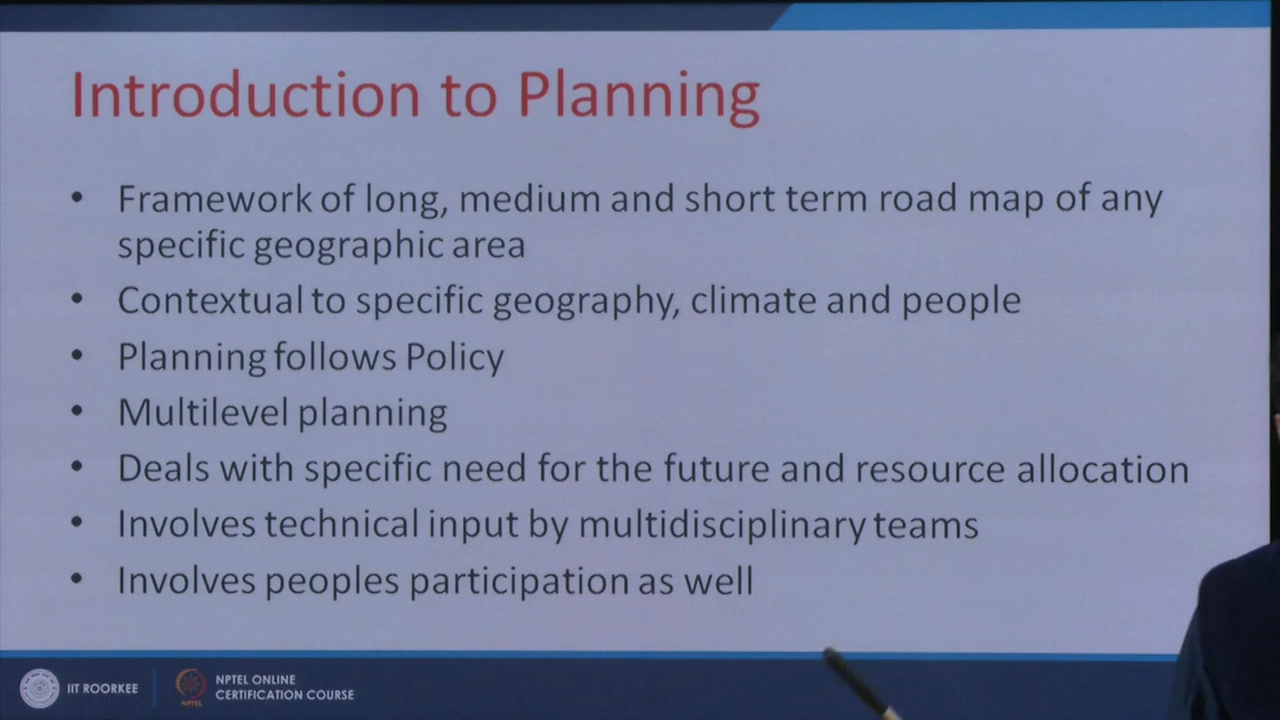 Introduction to Planning
• Framework of long, medium and short term road map of any
specific geographic area
• Contextual to specific geography, climate and people
• Planning follows Policy
• Multilevel planning
• Deals with specific need for the future and resource allocation
• Involves technical input by multidisciplinary teams
• Involves peoples participation as well
IIT ROORKEE
NPTEL ONLINE
CERTIFICATION COURSE
NPTEL